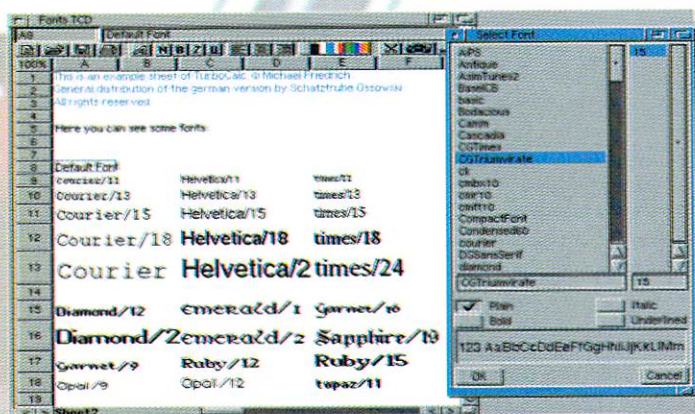 Fonts TCD
A8 Default Font
N B Z U
100% A B C D E F
1 This is an example sheet of TurboCalc. © Michael Friedrich
2 General distribution of the german version by Schatztruhe Ossowski
3 All rights reserved
4
5 Here you can see some fonts
6
7
8 Default Font
9 Courier/11 Helvetica/11 times/11
10 Courier/13 Helvetica/13 times/13
11 Courier/15 Helvetica/15 times/15
12 Courier/18 Helvetica/18 times/18
13 Courier Helvetica/2 times/24
14
15 Diamond/12 emerald/1 Garnet/16
16 Diamond/2 emerald/2 Sapphire/19
17 Garnet/9 Ruby/12 Ruby/15
18 Opal/9 Opal/12 topaz/11
19
Sheet2
Select Font
APS
Antique
AsimTunes2
BaselCB
basic
Bodacious
Camm
Cascadia
CGTimes
CGTriumvirate
clk
cmbx10
cmr10
cmtt10
CompactFont
Condensed60
courier
DGSansSerif
diamond
15
CGTriumvirate 15
Plain Italic
Bold Underlined
123 AaBbCcDdEeFfGgHhIiJjKkLlMm
OK Cancel